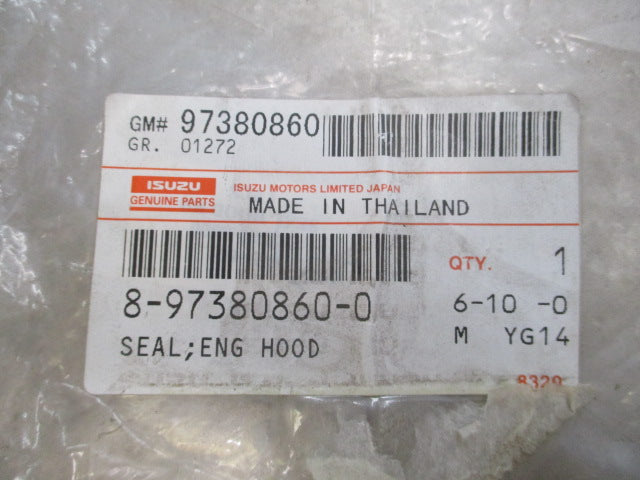 GM# 97380860
GR. 01272
ISUZU
GENUINE PARTS
ISUZU MOTORS LIMITED JAPAN
MADE IN THAILAND
QTY. 1
8-97380860-0
6-10 -0
SEAL;ENG HOOD
M YG14
8329